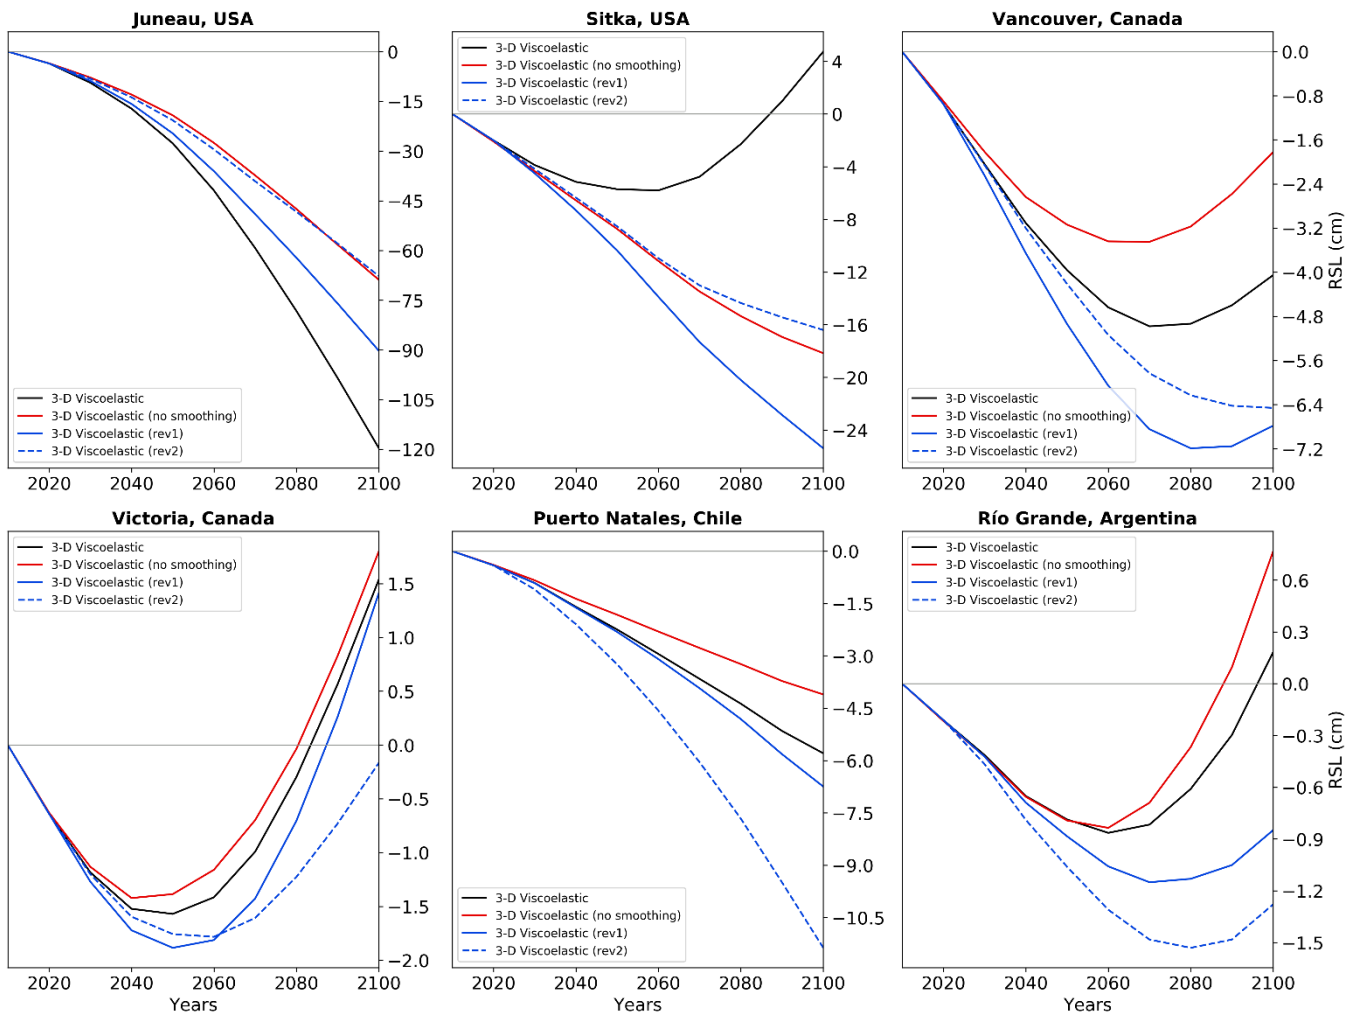 Juneau, USA
0
−15
−30
−45
−60
−75
−90
−105
−120
3-D Viscoelastic
3-D Viscoelastic (no smoothing)
3-D Viscoelastic (rev1)
3-D Viscoelastic (rev2)
2020 2040 2060 2080 2100
Sitka, USA
3-D Viscoelastic
3-D Viscoelastic (no smoothing)
3-D Viscoelastic (rev1)
3-D Viscoelastic (rev2)
4
0
−4
−8
−12
−16
−20
−24
2020 2040 2060 2080 2100
Vancouver, Canada
0.0
−0.8
−1.6
−2.4
−3.2
−4.0
−4.8
−5.6
−6.4
−7.2
RSL (cm)
3-D Viscoelastic
3-D Viscoelastic (no smoothing)
3-D Viscoelastic (rev1)
3-D Viscoelastic (rev2)
2020 2040 2060 2080 2100
Victoria, Canada
3-D Viscoelastic
3-D Viscoelastic (no smoothing)
3-D Viscoelastic (rev1)
3-D Viscoelastic (rev2)
1.5
1.0
0.5
0.0
−0.5
−1.0
−1.5
−2.0
2020 2040 2060 2080 2100
Years
Puerto Natales, Chile
0.0
−1.5
−3.0
−4.5
−6.0
−7.5
−9.0
−10.5
3-D Viscoelastic
3-D Viscoelastic (no smoothing)
3-D Viscoelastic (rev1)
3-D Viscoelastic (rev2)
2020 2040 2060 2080 2100
Years
Río Grande, Argentina
3-D Viscoelastic
3-D Viscoelastic (no smoothing)
3-D Viscoelastic (rev1)
3-D Viscoelastic (rev2)
0.6
0.3
0.0
−0.3
−0.6
−0.9
−1.2
−1.5
RSL (cm)
2020 2040 2060 2080 2100
Years